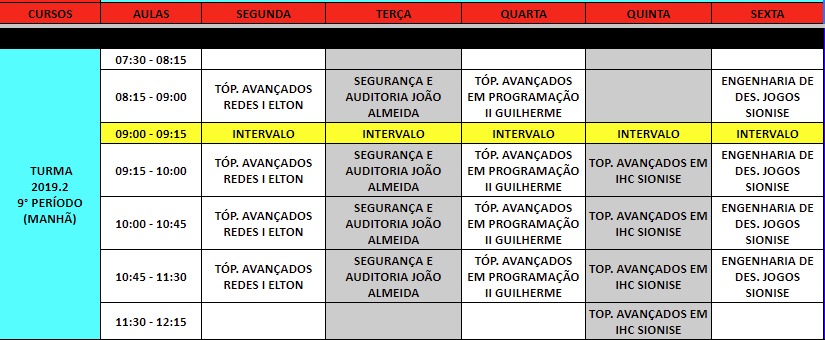 CURSOS AULAS SEGUNDA TERÇA QUARTA QUINTA SEXTA
TURMA
2019.2
9° PERÍODO
(MANHÃ)
07:30 - 08:15
08:15 - 09:00
TÓP. AVANÇADOS
REDES I ELTON
SEGURANÇA E
AUDITORIA JOÃO
ALMEIDA
TÓP. AVANÇADOS
EM PROGRAMAÇÃO
II GUILHERME
ENGENHARIA DE
DES. JOGOS
SIONISE
09:00 - 09:15 INTERVALO INTERVALO INTERVALO INTERVALO INTERVALO
09:15 - 10:00
TÓP. AVANÇADOS
REDES I ELTON
SEGURANÇA E
AUDITORIA JOÃO
ALMEIDA
TÓP. AVANÇADOS
EM PROGRAMAÇÃO
II GUILHERME
TOP. AVANÇADOS EM
IHC SIONISE
ENGENHARIA DE
DES. JOGOS
SIONISE
10:00 - 10:45
TÓP. AVANÇADOS
REDES I ELTON
SEGURANÇA E
AUDITORIA JOÃO
ALMEIDA
TÓP. AVANÇADOS
EM PROGRAMAÇÃO
II GUILHERME
TOP. AVANÇADOS EM
IHC SIONISE
ENGENHARIA DE
DES. JOGOS
SIONISE
10:45 - 11:30
TÓP. AVANÇADOS
REDES I ELTON
SEGURANÇA E
AUDITORIA JOÃO
ALMEIDA
TÓP. AVANÇADOS
EM PROGRAMAÇÃO
II GUILHERME
TOP. AVANÇADOS EM
IHC SIONISE
ENGENHARIA DE
DES. JOGOS
SIONISE
11:30 - 12:15
TOP. AVANÇADOS EM
IHC SIONISE